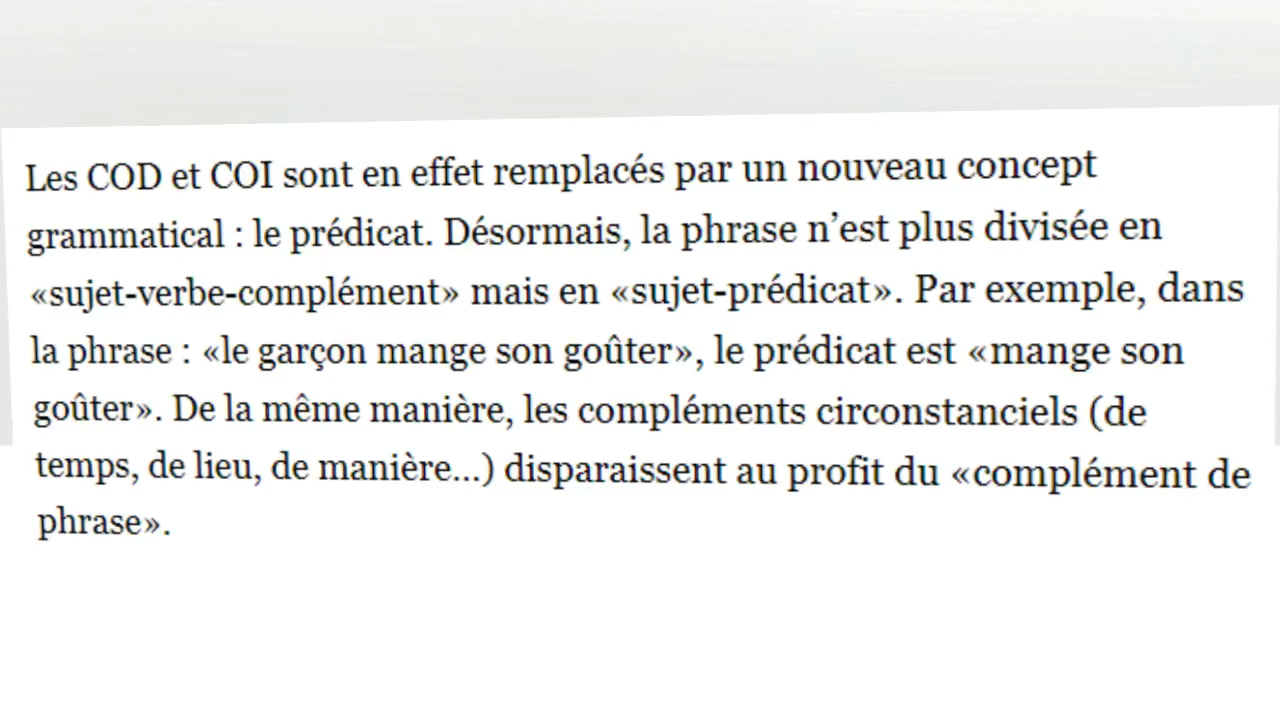 Les COD et COI sont en effet remplacés par un nouveau concept
grammatical : le prédicat. Désormais, la phrase n’est plus divisée en
«sujet-verbe-complément» mais en «sujet-prédicat». Par exemple, dans
la phrase : «le garçon mange son goûter», le prédicat est «mange son
goûter». De la même manière, les compléments circonstanciels (de
temps, de lieu, de manière...) disparaissent au profit du «complément de
phrase».